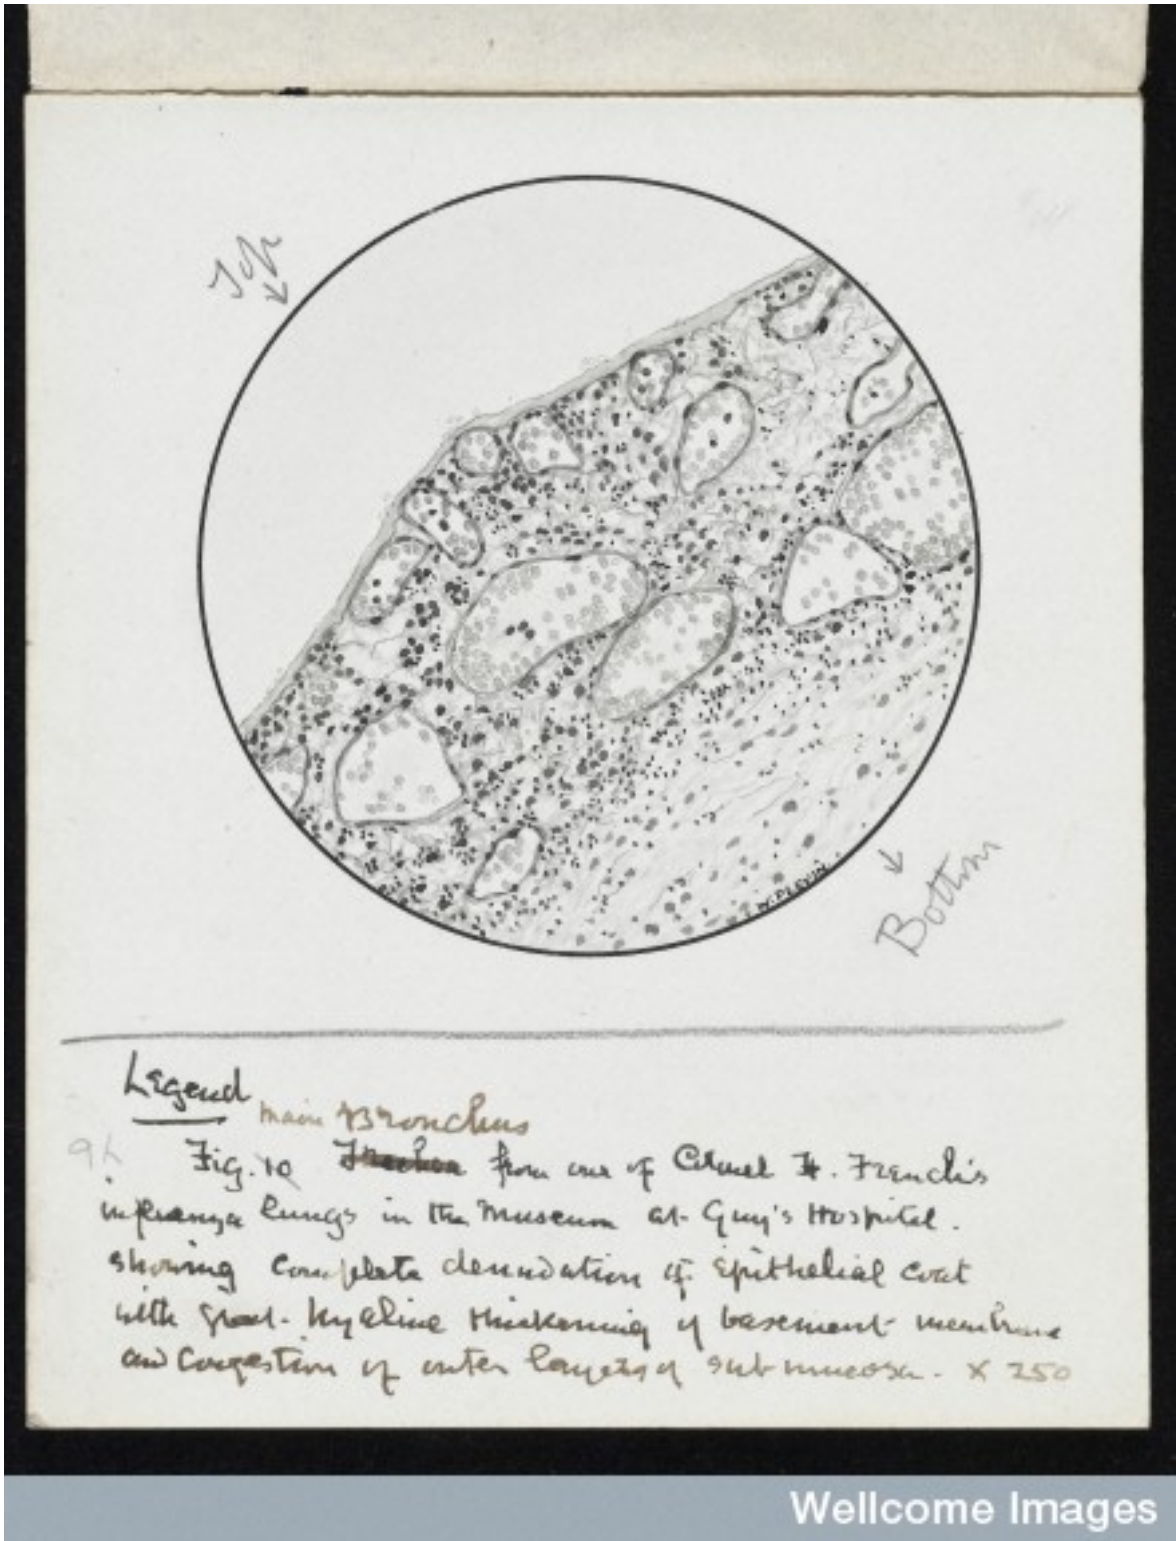 Top
W. PLEVIN.
Bottom
Legend
Main Bronchus
Fig. 10 Trachea from one of Colonel H. French's
influenza lungs in the Museum at Guy's Hospital.
showing complete denudation of epithelial coat
with great hyaline thickening of basement membrane
and congestion of outer layers of submucosa. X 250
Wellcome Images